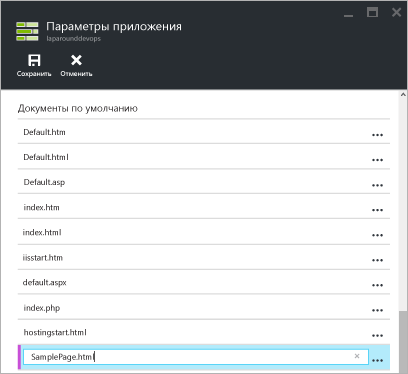 Параметры приложения
laparounddevops
Сохранить Отменить
Документы по умолчанию
Default.htm
Default.html
Default.asp
index.htm
index.html
iisstart.htm
default.aspx
index.php
hostingstart.html
SamplePage.html